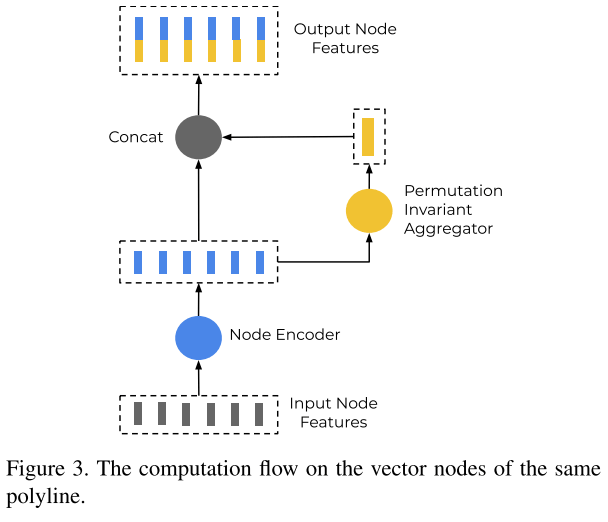 Output Node
Features
Concat
Permutation
Invariant
Aggregator
Node Encoder
Input Node
Features
Figure 3. The computation flow on the vector nodes of the same
polyline.